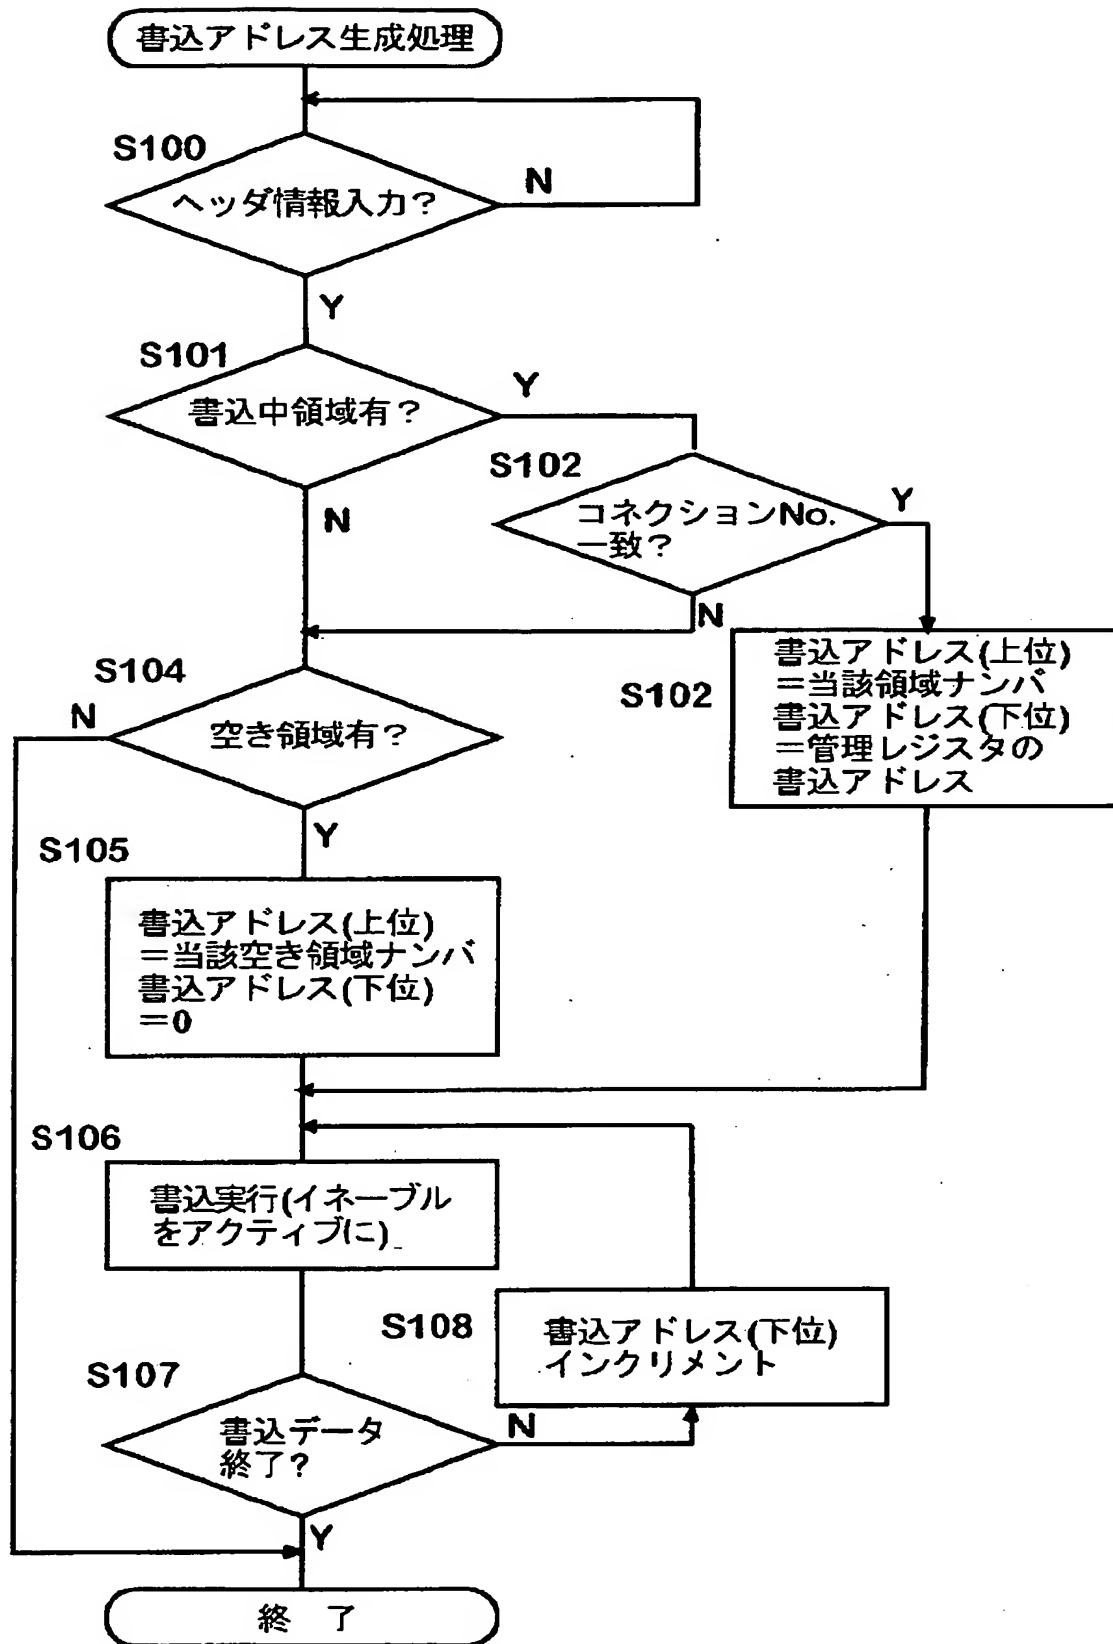 書込アドレス生成処理
S100
ヘッダ情報入力?
N
Y
S101
書込中領域有?
Y
N
S102
コネクションNo.
一致?
Y
N
S102
書込アドレス(上位)
＝当該領域ナンバ
書込アドレス(下位)
＝管理レジスタの
書込アドレス
S104
N
空き領域有?
Y
S105
書込アドレス(上位)
＝当該空き領域ナンバ
書込アドレス(下位)
＝0
S106
書込実行(イネーブル
をアクティブに)
S108
書込アドレス(下位)
インクリメント
S107
書込データ
終了?
N
Y
終 了